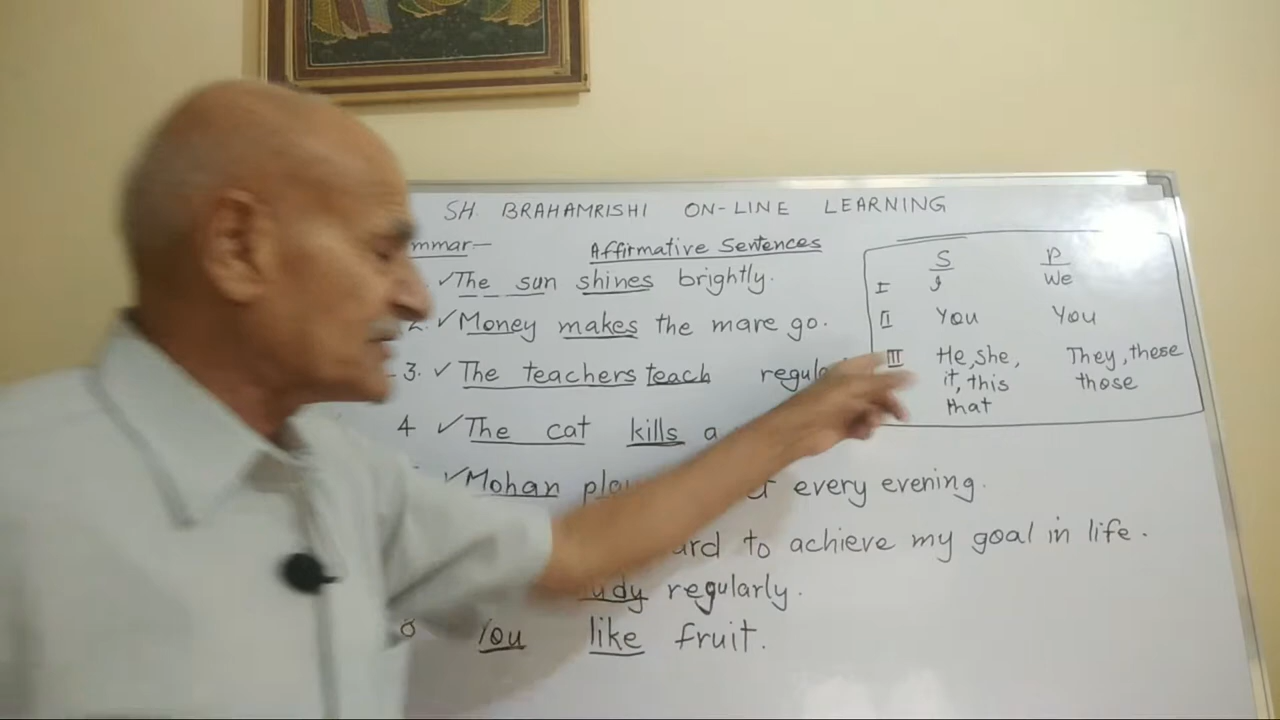 SH. BRAHAMRISHI ON-LINE LEARNING
Affirmative Sentences
The sun shines brightly.
2. ✓Money makes the mare go.
3. ✓The teachers teach
4 ✓The cat kills a
✓Mohan every evening.
to achieve my goal in life.
regularly.
8 You like fruit.
S P
I I We
II You You
III He, she, They, these
it, this those
that